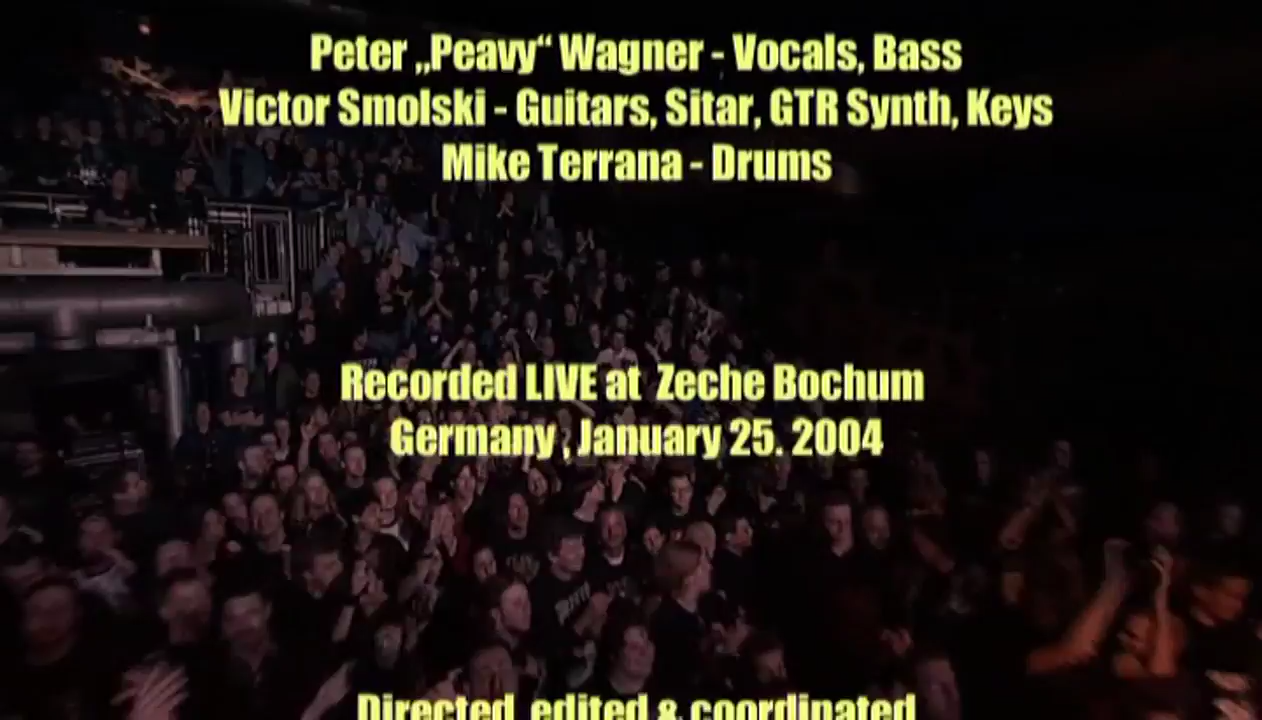 Peter „Peavy“ Wagner - Vocals, Bass
Victor Smolski - Guitars, Sitar, GTR Synth, Keys
Mike Terrana - Drums
Recorded LIVE at Zeche Bochum
Germany , January 25. 2004
Directed, edited & coordinated